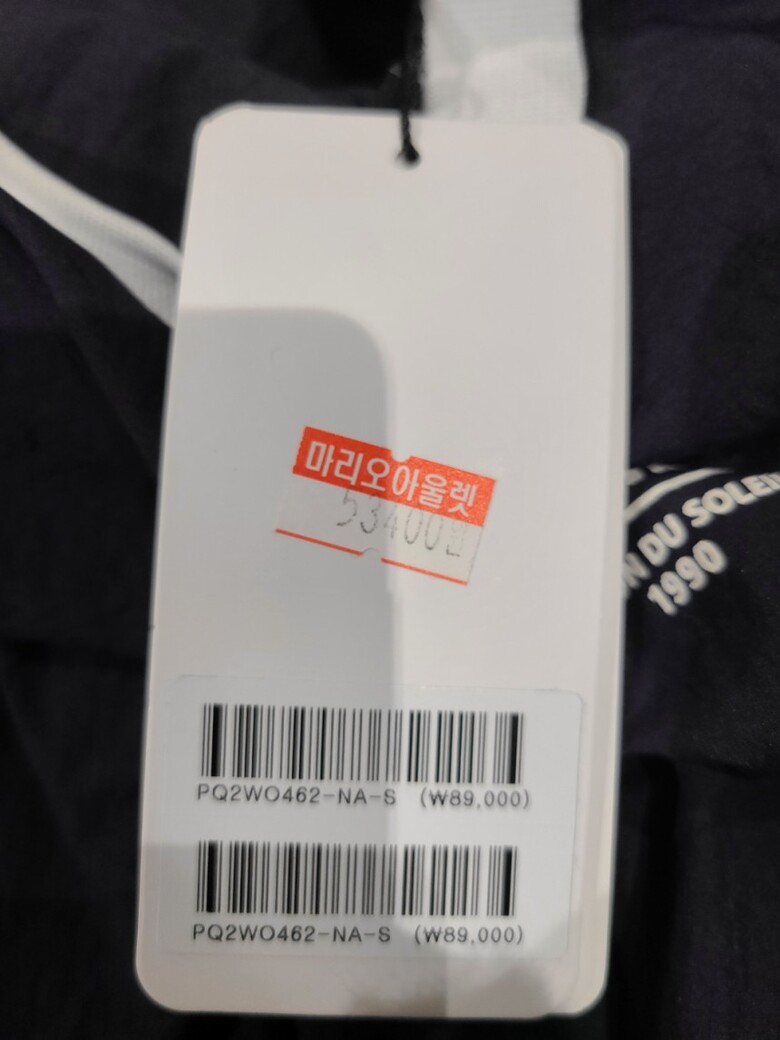 마리오아울렛
53400원
N DU SOLEIL
1990
PQ2WO462-NA-S (₩89,000)
PQ2WO462-NA-S (₩89,000)